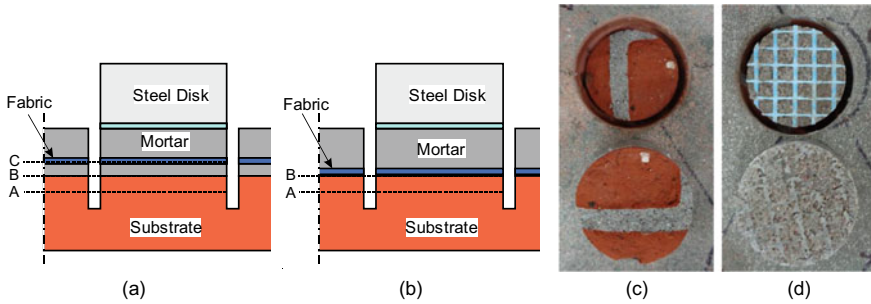 Steel Disk
Fabric
Mortar
C
B
A
Substrate
(a)
Steel Disk
Fabric
Mortar
B
A
Substrate
(b)
(c)
(d)